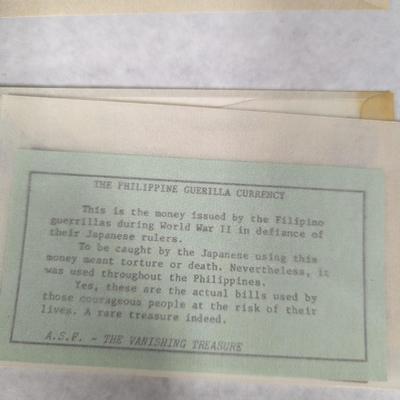 THE PHILIPPINE GUERILLA CURRENCY
This is the money issued by the Filipino
guerrillas during World War II in defiance of
their Japanese rulers.
To be caught by the Japanese using this
money meant torture or death. Nevertheless, it
was used throughout the Philippines.
Yes, these are the actual bills used by
those courageous people at the risk of their
lives. A rare treasure indeed.
A.S.F. - THE VANISHING TREASURE